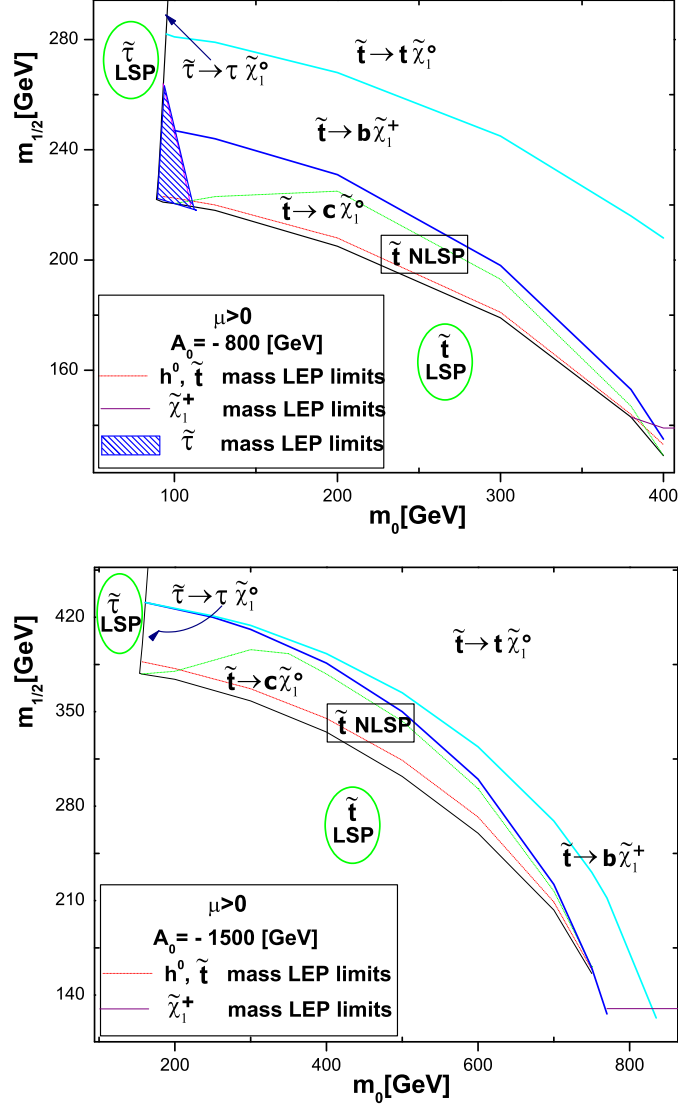 280
240
200
160
m₁/₂[GeV]
τ̃
LSP
τ̃→τ χ̃₁°
t̃→t χ̃₁°
t̃→b χ̃₁⁺
t̃→c χ̃₁°
t̃ NLSP
t̃
LSP
μ>0
A₀= - 800 [GeV]
h⁰, t̃ mass LEP limits
χ̃₁⁺ mass LEP limits
τ̃ mass LEP limits
100 200 300 400
m₀[GeV]
420
350
280
210
140
m₁/₂[GeV]
τ̃
LSP
τ̃→τ χ̃₁°
t̃→t χ̃₁°
t̃→c χ̃₁°
t̃ NLSP
t̃
LSP
t̃→b χ̃₁⁺
μ>0
A₀= - 1500 [GeV]
h⁰, t̃ mass LEP limits
χ̃₁⁺ mass LEP limits
200 400 600 800
m₀[GeV]